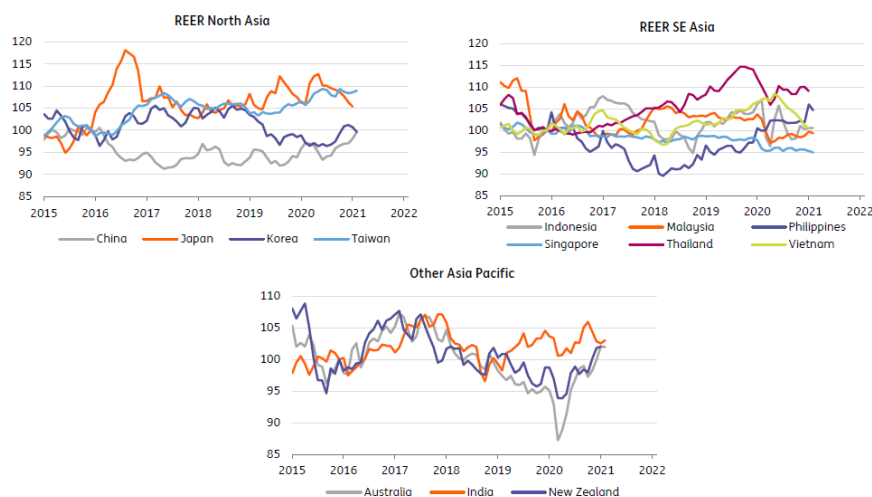 REER North Asia
120
115
110
105
100
95
90
85
2015 2016 2017 2018 2019 2020 2021 2022
China Japan Korea Taiwan
REER SE Asia
120
115
110
105
100
95
90
85
2015 2016 2017 2018 2019 2020 2021 2022
Indonesia Malaysia Philippines
Singapore Thailand Vietnam
Other Asia Pacific
110
105
100
95
90
85
2015 2016 2017 2018 2019 2020 2021 2022
Australia India New Zealand